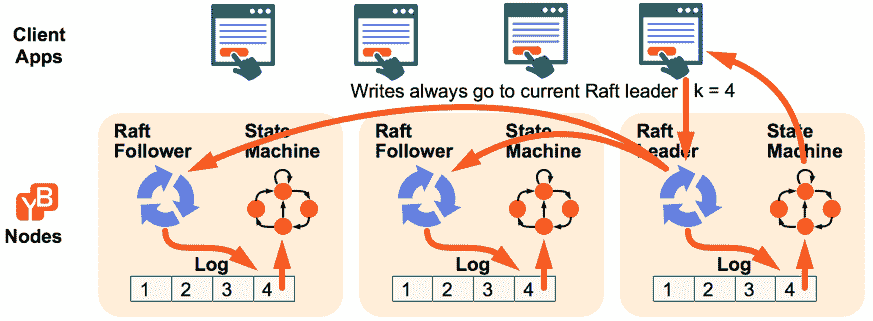 Client
Apps
Writes always go to current Raft leader k = 4
Raft
Follower
State
Machine
Raft
Follower
State
Machine
Raft
Leader
State
Machine
YB
Nodes
Log
1 2 3 4
Log
1 2 3 4
Log
1 2 3 4